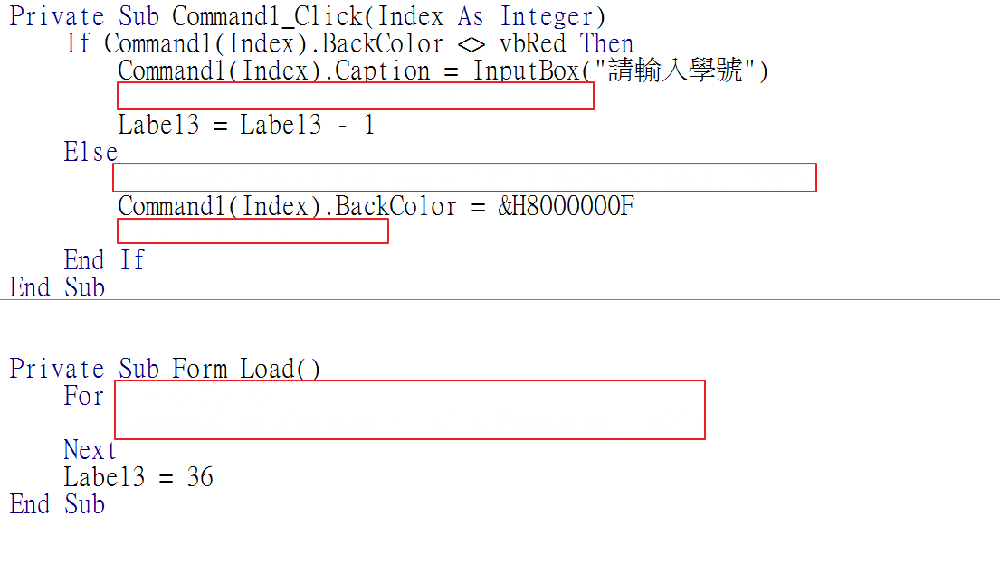 Private Sub Command1_Click(Index As Integer)
If Command1(Index).BackColor <> vbRed Then
Command1(Index).Caption = InputBox("請輸入學號")
Label3 = Label3 - 1
Else
Command1(Index).BackColor = &H8000000F
End If
End Sub
Private Sub Form_Load()
For
Next
Label3 = 36
End Sub